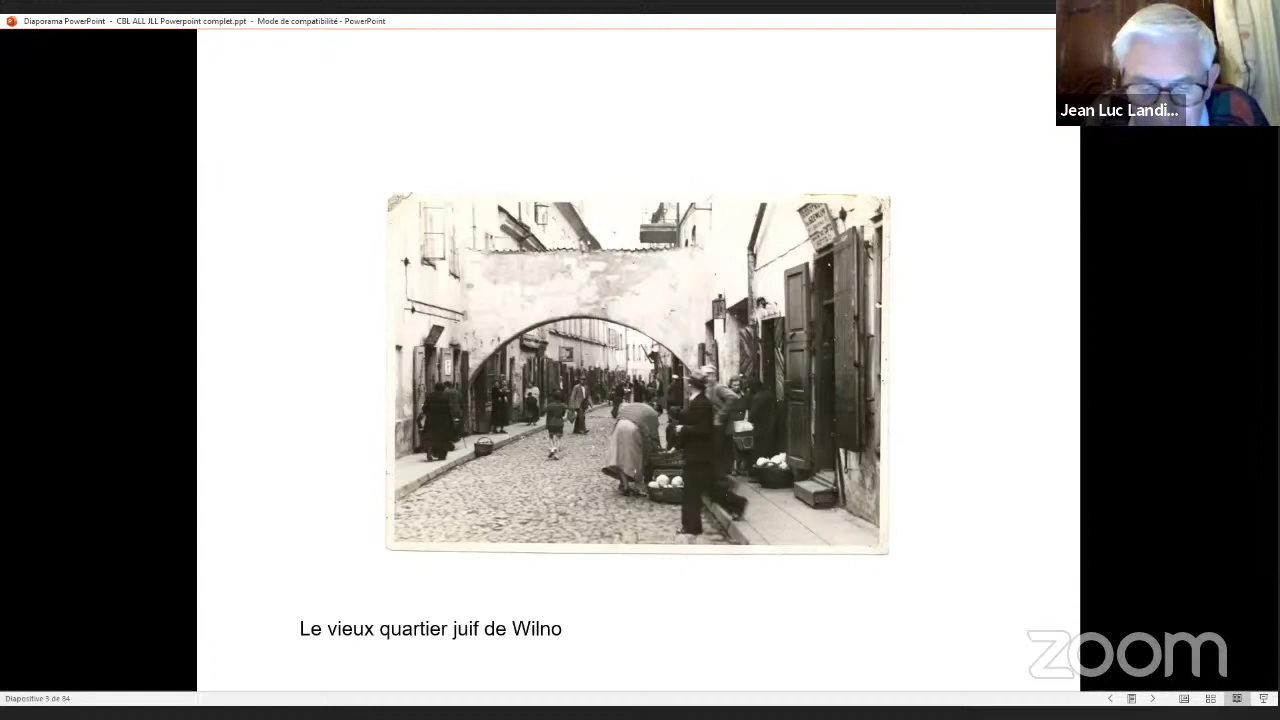 Diaporama PowerPoint - CBL ALL JLL Powerpoint complet.ppt - Mode de compatibilité - PowerPoint
Jean Luc Landi...
Le vieux quartier juif de Wilno
zoom
Diapositive 3 de 84